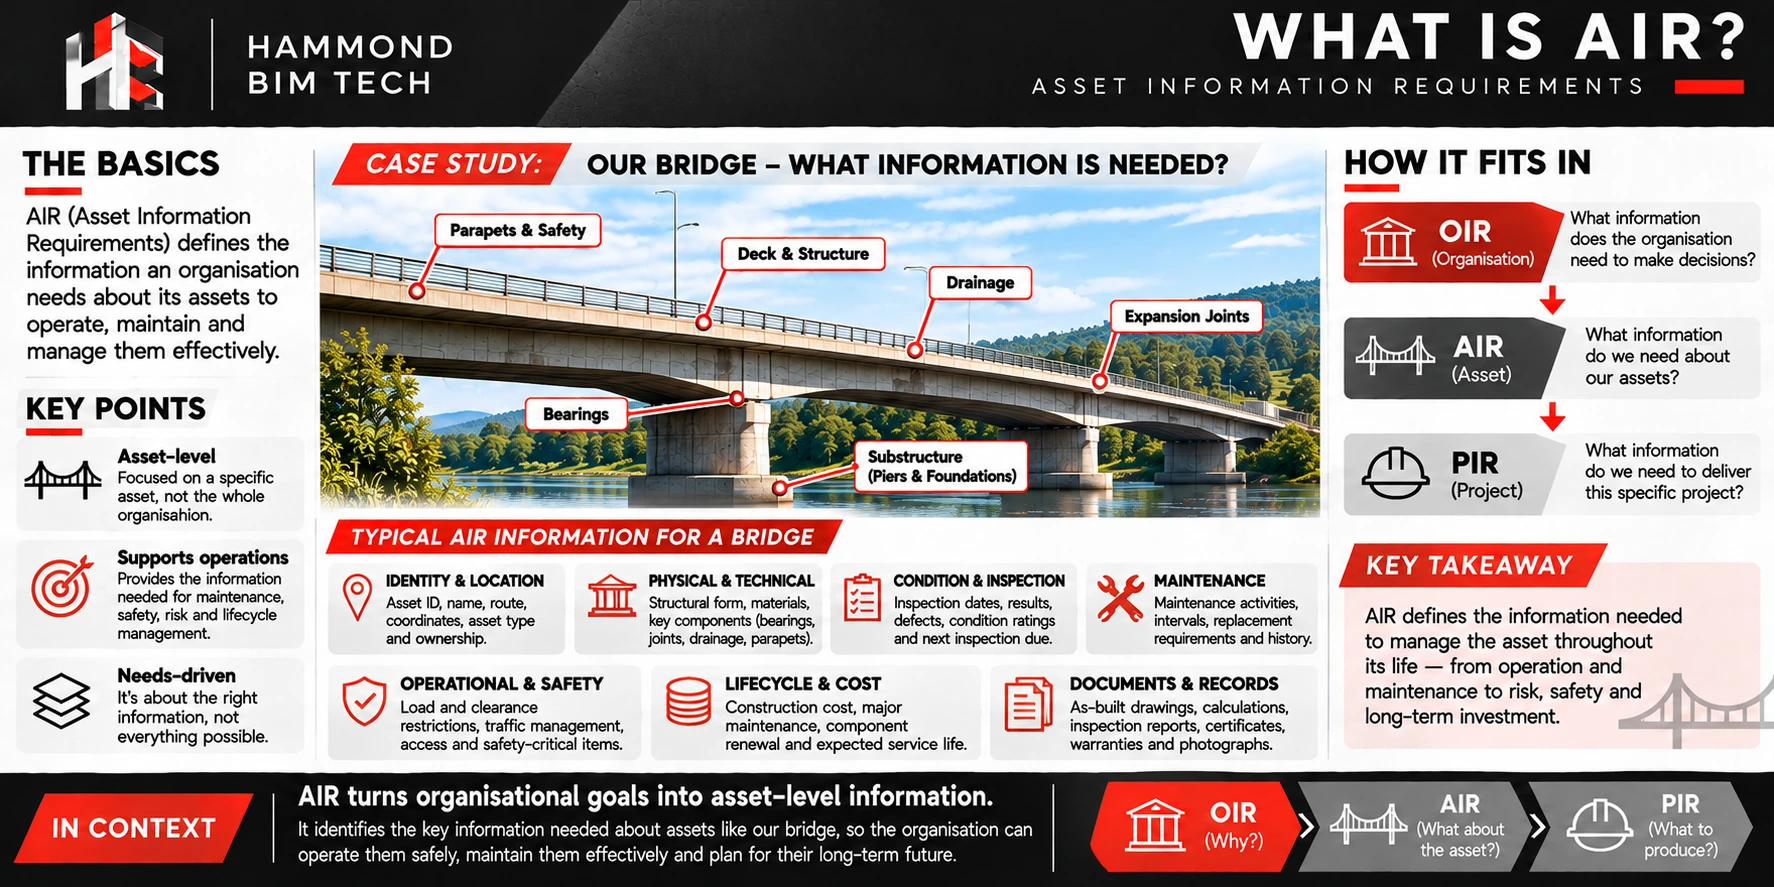 HAMMOND
BIM TECH
WHAT IS AIR?
ASSET INFORMATION REQUIREMENTS
THE BASICS
AIR (Asset Information
Requirements) defines the
information an organisation
needs about its assets to
operate, maintain and
manage them effectively.
KEY POINTS
Asset-level
Focused on a specific
asset, not the whole
organisahion.
Supports operations
Provides the information
needed for maintenance,
safety, risk and lifecycle
management.
Needs-driven
It's about the right
information, not
everything possible.
CASE STUDY:
OUR BRIDGE – WHAT INFORMATION IS NEEDED?
Parapets & Safety
Deck & Structure
Drainage
Expansion Joints
Bearings
Substructure
(Piers & Foundations)
TYPICAL AIR INFORMATION FOR A BRIDGE
IDENTITY & LOCATION
Asset ID, name, route,
coordinates, asset type
and ownership.
PHYSICAL & TECHNICAL
Structural form, materials,
key components (bearings,
joints, drainage, parapets).
CONDITION & INSPECTION
Inspection dates, results,
defects, condition ratings
and next inspection due.
MAINTENANCE
Maintenance activities,
intervals, replacement
requirements and history.
OPERATIONAL & SAFETY
Load and clearance
restrictions, traffic management,
access and safety-critical items.
LIFECYCLE & COST
Construction cost, major
maintenance, component
renewal and expected service life.
DOCUMENTS & RECORDS
As-built drawings, calculations,
inspection reports, certificates,
warranties and photographs.
HOW IT FITS IN
OIR
(Organisation)
What information
does the organisation
need to make decisions?
AIR
(Asset)
What information
do we need about
our assets?
PIR
(Project)
What information
do we need to deliver
this specific project?
KEY TAKEAWAY
AIR defines the information needed
to manage the asset throughout
its life — from operation and
maintenance to risk, safety and
long-term investment.
IN CONTEXT
AIR turns organisational goals into asset-level information.
It identifies the key information needed about assets like our bridge, so the organisation can
operate them safely, maintain them effectively and plan for their long-term future.
OIR
(Why?)
AIR
(What about
the asset?)
PIR
(What to
produce?)